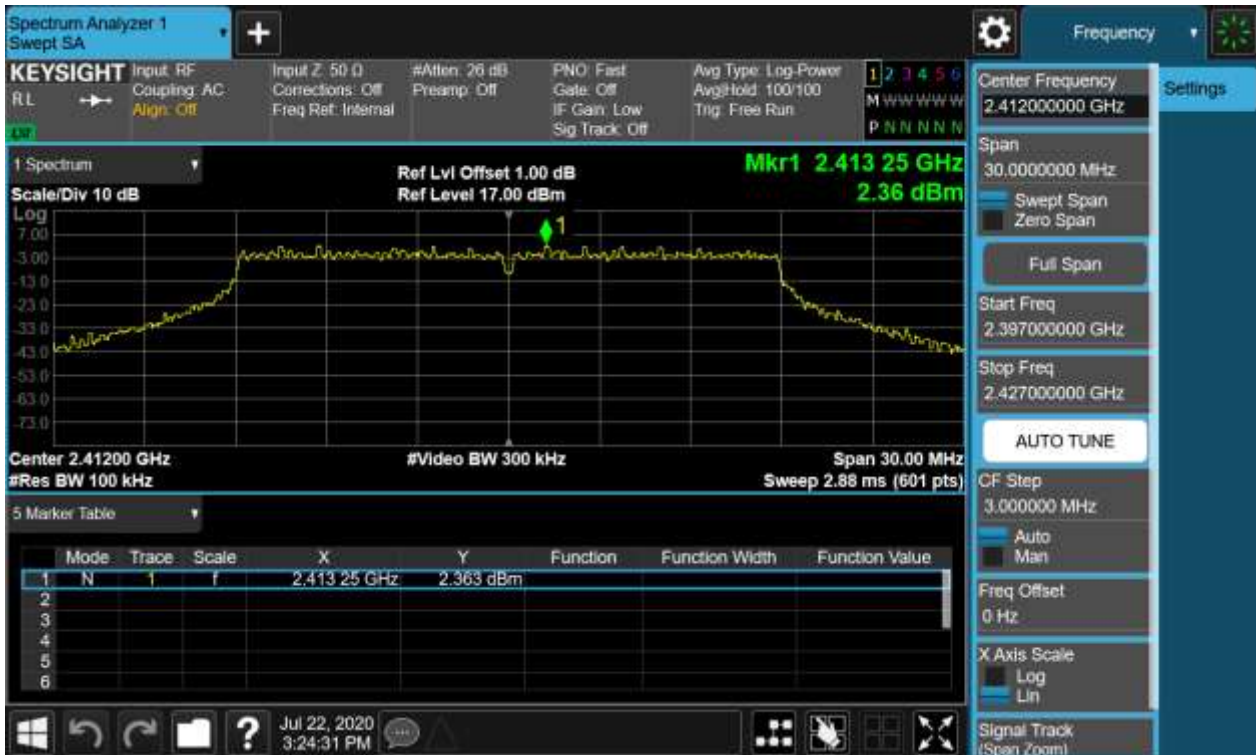 Spectrum Analyzer 1
Swept SA
+
Frequency
KEYSIGHT
RL
Input: RF
Coupling: AC
Align: Off
Input Z: 50 Ω
Corrections: Off
Freq Ref: Internal
#Atten: 26 dB
Preamp: Off
PNO: Fast
Gate: Off
IF Gain: Low
Sig Track: Off
Avg Type: Log-Power
Avg|Hold: 100/100
Trig: Free Run
1 2 3 4 5 6
M W W W W W
P N N N N N
1 Spectrum
Scale/Div 10 dB
Ref Lvl Offset 1.00 dB
Ref Level 17.00 dBm
Mkr1 2.413 25 GHz
2.36 dBm
Log
7.00
-3.00
-13.0
-23.0
-33.0
-43.0
-53.0
-63.0
-73.0
1
Center 2.41200 GHz
#Res BW 100 kHz
#Video BW 300 kHz
Span 30.00 MHz
Sweep 2.88 ms (601 pts)
5 Marker Table
Mode Trace Scale X Y Function Function Width Function Value
1 N 1 f 2.413 25 GHz 2.363 dBm
2
3
4
5
6
Jul 22, 2020
3:24:31 PM
?
Center Frequency
2.412000000 GHz
Settings
Span
30.0000000 MHz
Swept Span
Zero Span
Full Span
Start Freq
2.397000000 GHz
Stop Freq
2.427000000 GHz
AUTO TUNE
CF Step
3.000000 MHz
Auto
Man
Freq Offset
0 Hz
X Axis Scale
Log
Lin
Signal Track
(Span Zoom)